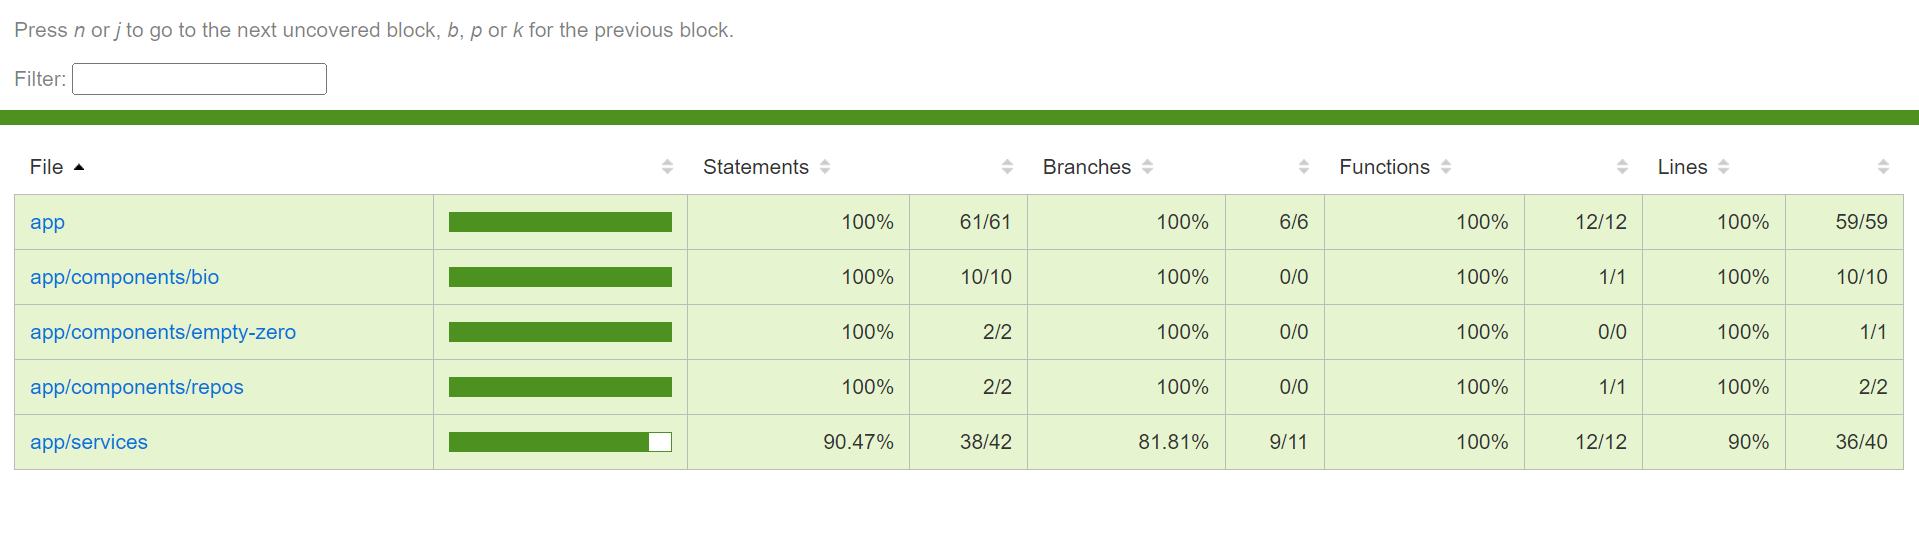 Press n or j to go to the next uncovered block, b, p or k for the previous block.
Filter:
File Statements Branches Functions Lines
app 100% 61/61 100% 6/6 100% 12/12 100% 59/59
app/components/bio 100% 10/10 100% 0/0 100% 1/1 100% 10/10
app/components/empty-zero 100% 2/2 100% 0/0 100% 0/0 100% 1/1
app/components/repos 100% 2/2 100% 0/0 100% 1/1 100% 2/2
app/services 90.47% 38/42 81.81% 9/11 100% 12/12 90% 36/40